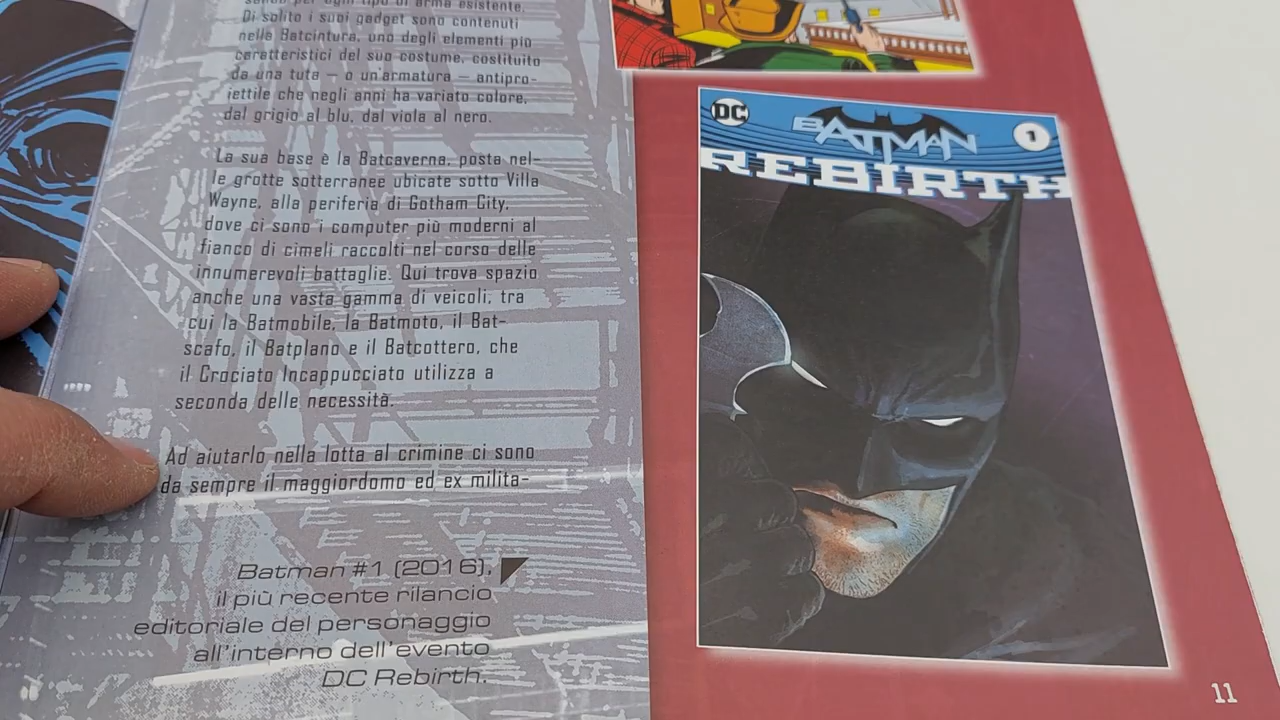 sando per ogni tipo di arma esistente.
Di solito i suoi gadget sono contenuti
nella Batcintura, uno degli elementi più
caratteristici del suo costume, costituito
da una tuta – o un'armatura – antipro-
iettile che negli anni ha variato colore,
dal grigio al blu, dal viola al nero.
La sua base è la Batcaverna, posta nel-
le grotte sotterranee ubicate sotto Villa
Wayne, alla periferia di Gotham City,
dove ci sono i computer più moderni al
fianco di cimeli raccolti nel corso delle
innumerevoli battaglie. Qui trova spazio
anche una vasta gamma di veicoli, tra
cui la Batmobile, la Batmoto, il Bat-
scafo, il Batplano e il Batcottero, che
il Crociato Incappucciato utilizza a
seconda delle necessità.
Ad aiutarlo nella lotta al crimine ci sono
da sempre il maggiordomo ed ex milita-
Batman #1 (2016),
il più recente rilancio
editoriale del personaggio
all'interno dell'evento
DC Rebirth.
DC
BATMAN
1
REBIRTH
11